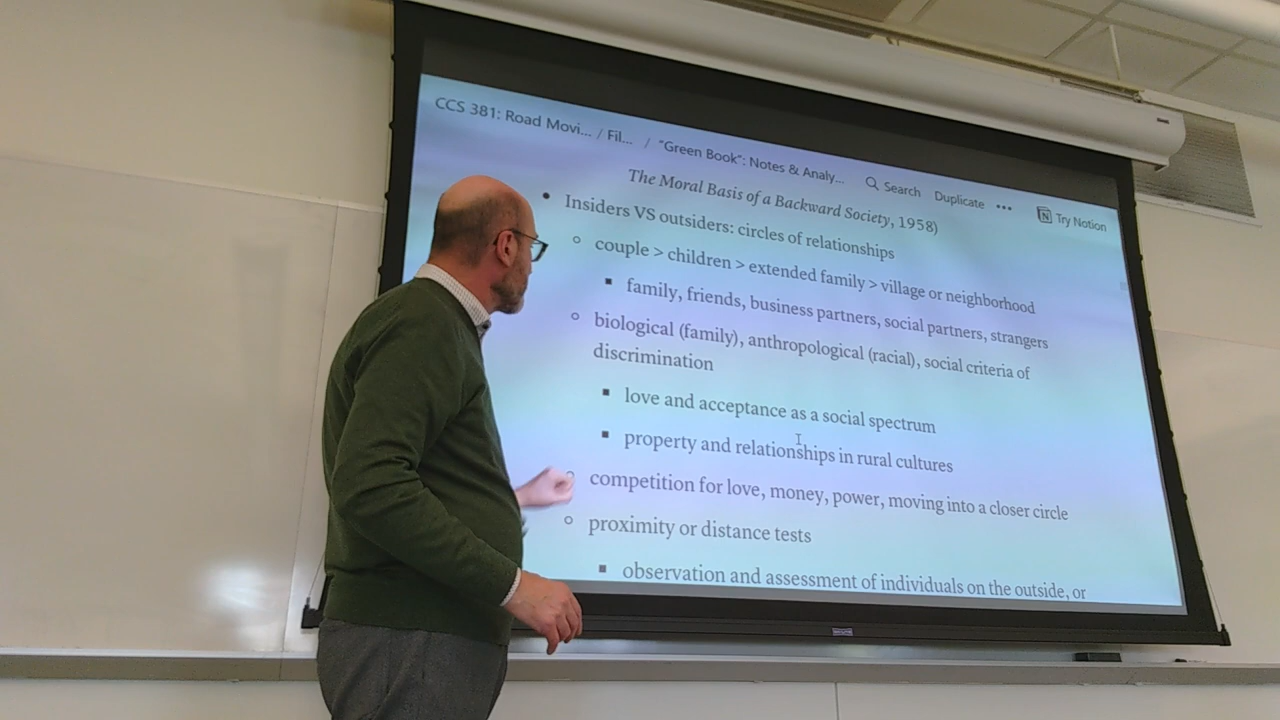 CCS 381: Road Movi... / Fil... / "Green Book": Notes & Analy... Search Duplicate ••• Try Notion
The Moral Basis of a Backward Society, 1958)
• Insiders VS outsiders: circles of relationships
◦ couple > children > extended family > village or neighborhood
▪ family, friends, business partners, social partners, strangers
◦ biological (family), anthropological (racial), social criteria of
discrimination
▪ love and acceptance as a social spectrum
▪ property and relationships in rural cultures
◦ competition for love, money, power, moving into a closer circle
◦ proximity or distance tests
▪ observation and assessment of individuals on the outside, or